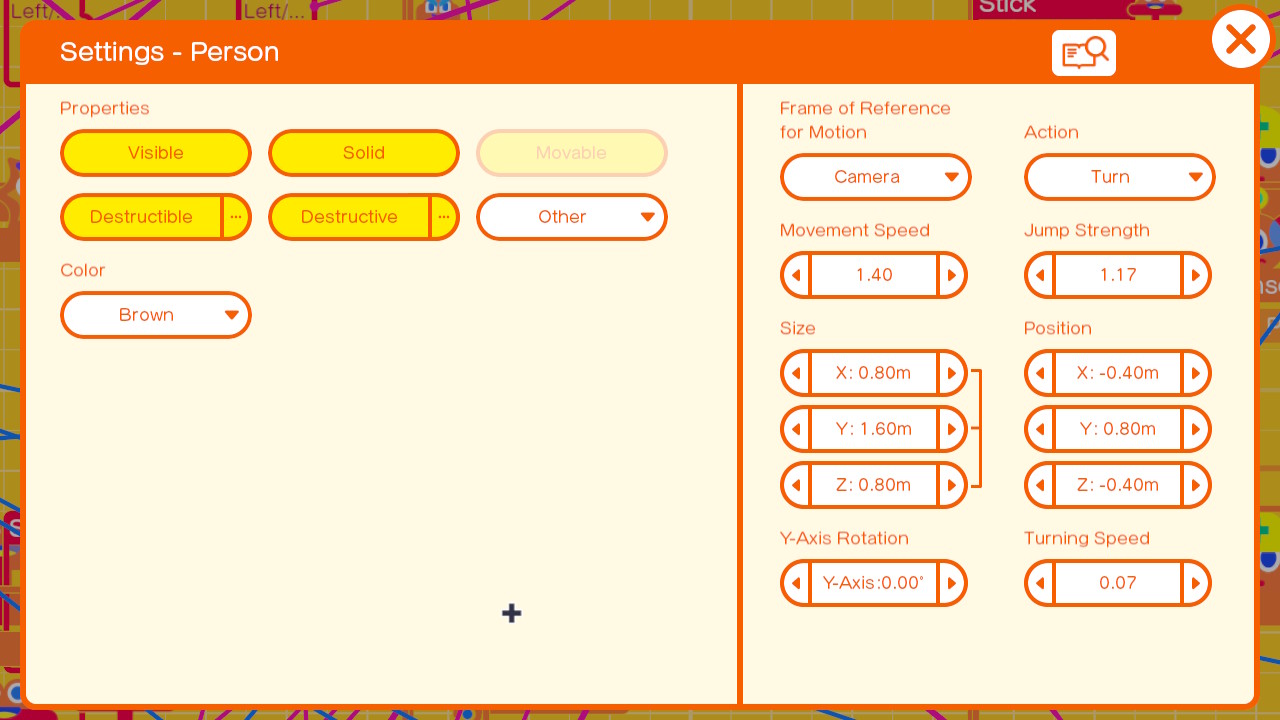 Left/...
Left/...
Stick
Settings - Person
Properties
Visible
Solid
Movable
Destructible ...
Destructive ...
Other
Color
Brown
Frame of Reference
for Motion
Camera
Action
Turn
Movement Speed
1.40
Jump Strength
1.17
Size
X: 0.80m
Y: 1.60m
Z: 0.80m
Position
X: -0.40m
Y: 0.80m
Z: -0.40m
Y-Axis Rotation
Y-Axis:0.00°
Turning Speed
0.07